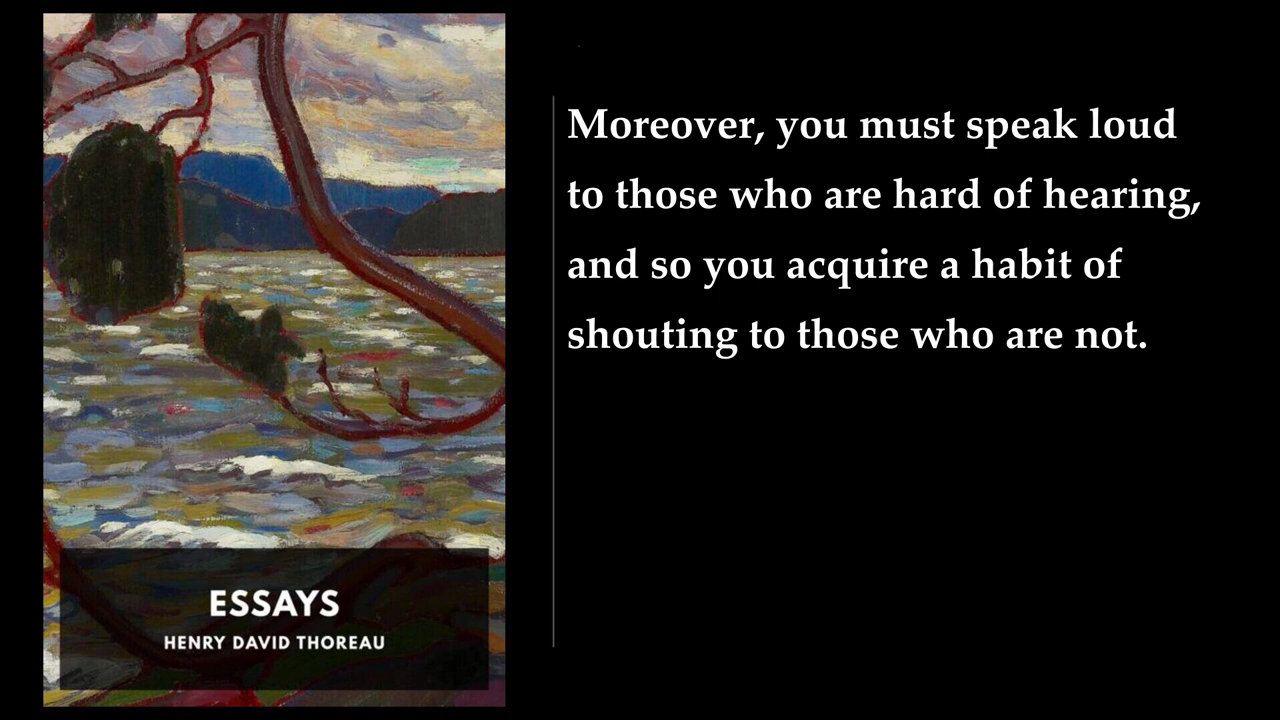 Moreover, you must speak loud
to those who are hard of hearing,
and so you acquire a habit of
shouting to those who are not.
ESSAYS
HENRY DAVID THOREAU